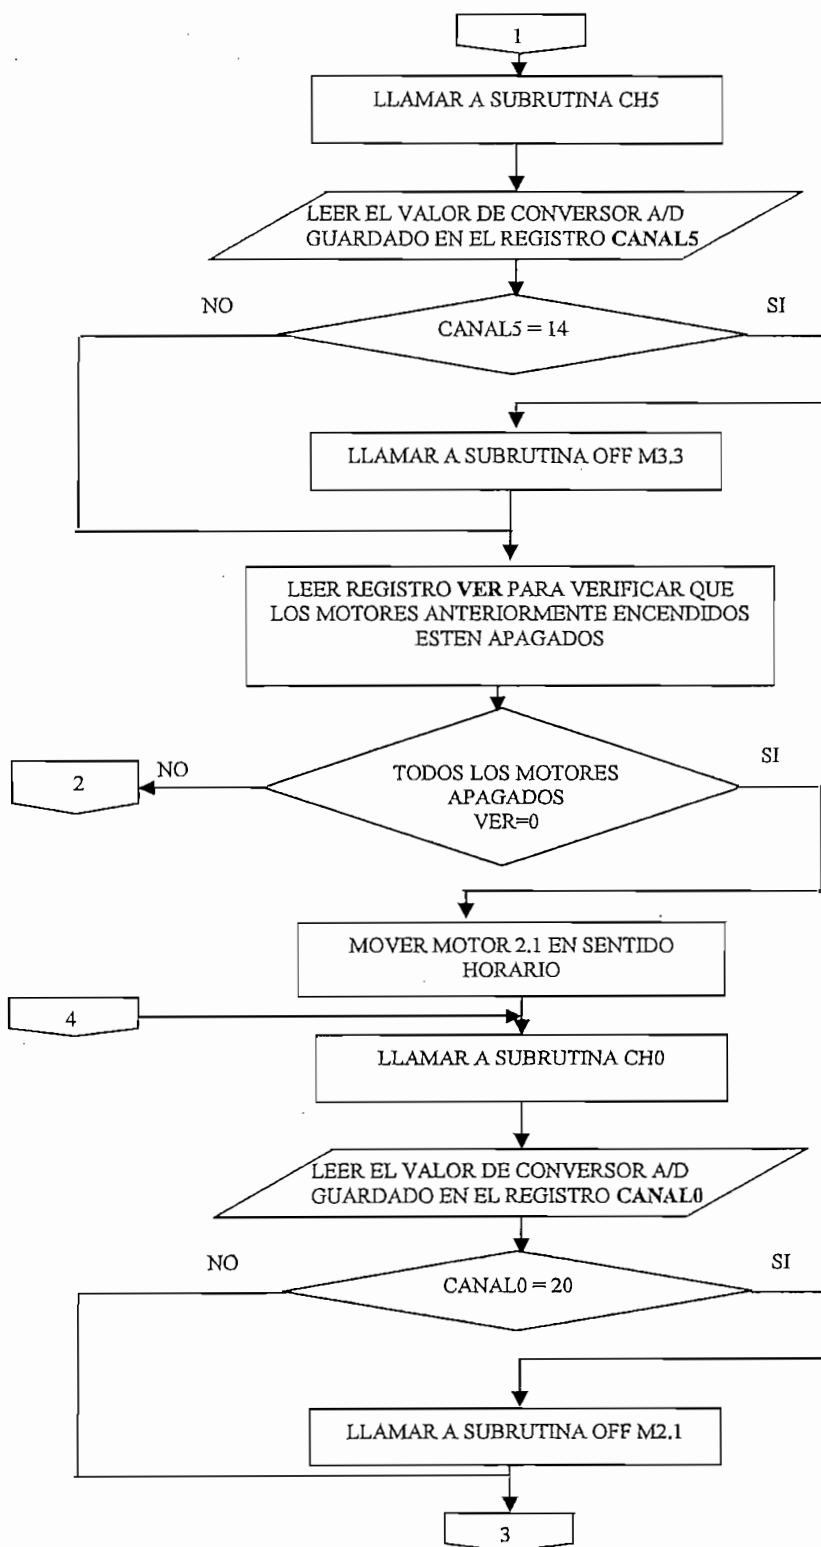 1
LLAMAR A SUBRUTINA CH5
LEER EL VALOR DE CONVERSOR A/D
GUARDADO EN EL REGISTRO CANAL5
NO
SI
CANAL5 = 14
LLAMAR A SUBRUTINA OFF M3.3
LEER REGISTRO VER PARA VERIFICAR QUE
LOS MOTORES ANTERIORMENTE ENCENDIDOS
ESTEN APAGADOS
2
NO
SI
TODOS LOS MOTORES
APAGADOS
VER=0
MOVER MOTOR 2.1 EN SENTIDO
HORARIO
4
LLAMAR A SUBRUTINA CH0
LEER EL VALOR DE CONVERSOR A/D
GUARDADO EN EL REGISTRO CANAL0
NO
SI
CANAL0 = 20
LLAMAR A SUBRUTINA OFF M2.1
3